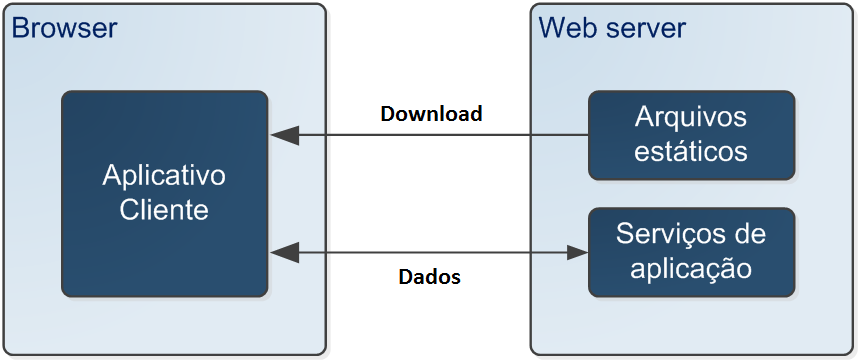 Browser
Web server
Download
Arquivos
estáticos
Aplicativo
Cliente
Serviços de
aplicação
Dados